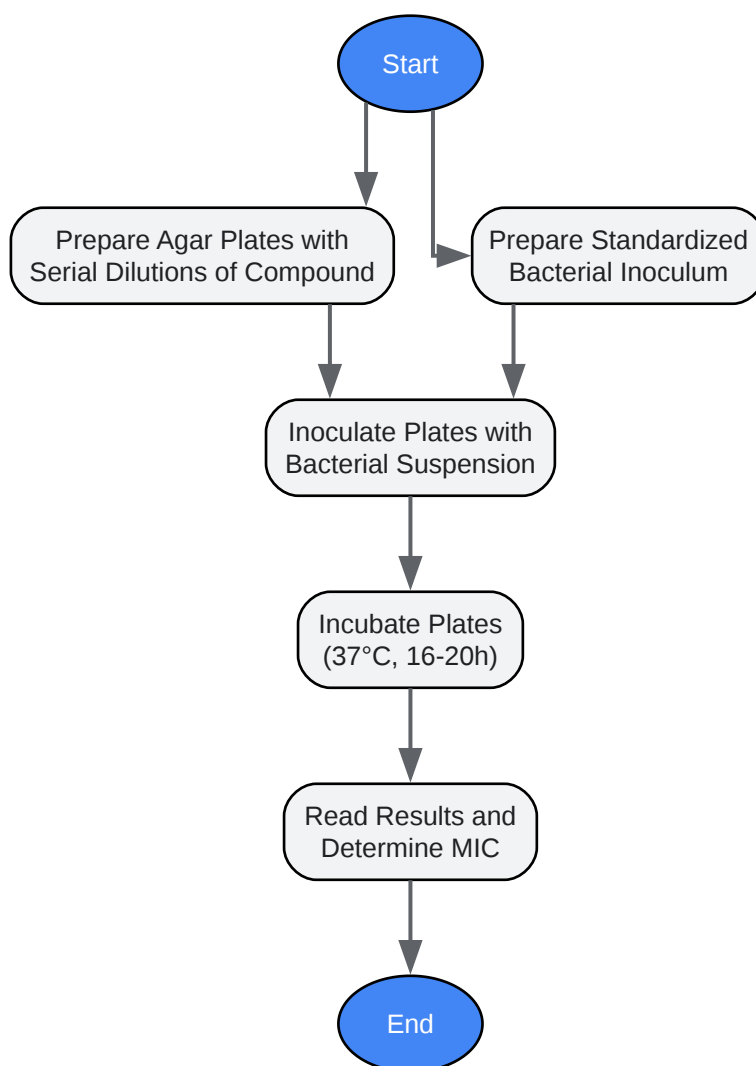 Start
Prepare Agar Plates with
Serial Dilutions of Compound
Prepare Standardized
Bacterial Inoculum
Inoculate Plates with
Bacterial Suspension
Incubate Plates
(37°C, 16-20h)
Read Results and
Determine MIC
End